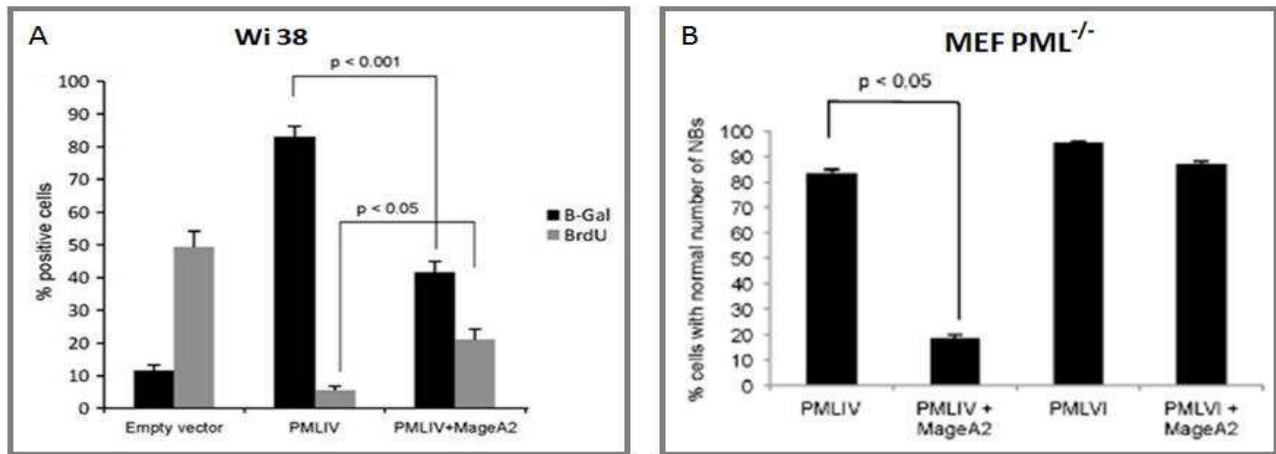 A
Wi 38
p < 0.001
p < 0.05
% positive cells
100
90
80
70
60
50
40
30
20
10
0
Empty vector
PMLIV
PMLIV+MageA2
B-Gal
BrdU
B
MEF PML-/-
p < 0,05
% cells with normal number of NBs
100
90
80
70
60
50
40
30
20
10
0
PMLIV
PMLIV +
MageA2
PMLVI
PMLVI +
MageA2